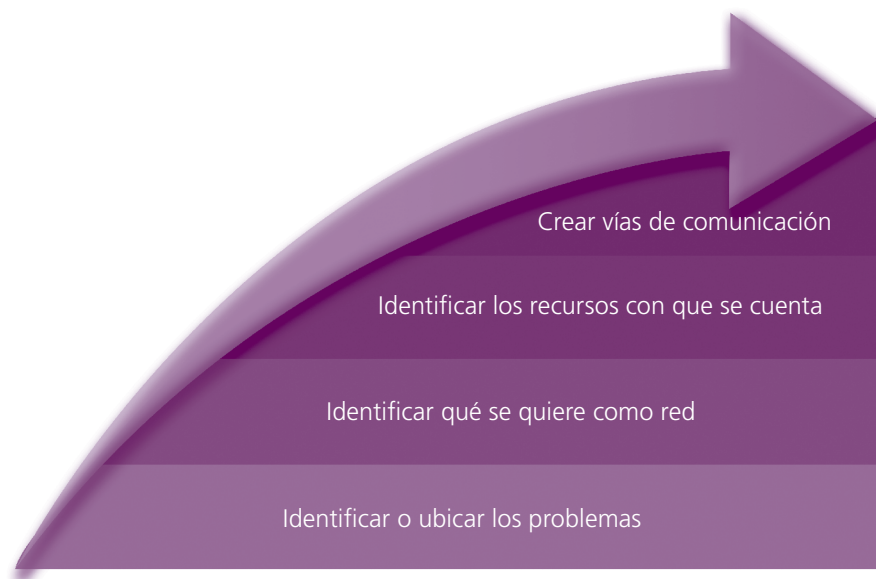 Crear vías de comunicación
Identificar los recursos con que se cuenta
Identificar qué se quiere como red
Identificar o ubicar los problemas